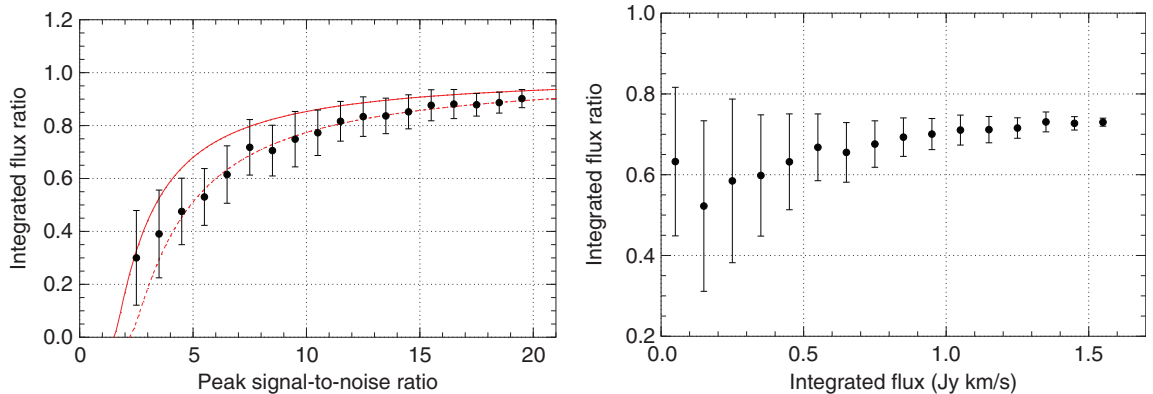 1.2
1.0
0.8
0.6
0.4
0.2
0.0
Integrated flux ratio
0 5 10 15 20
Peak signal-to-noise ratio
1.0
0.8
0.6
0.4
0.2
Integrated flux ratio
0.0 0.5 1.0 1.5
Integrated flux (Jy km/s)